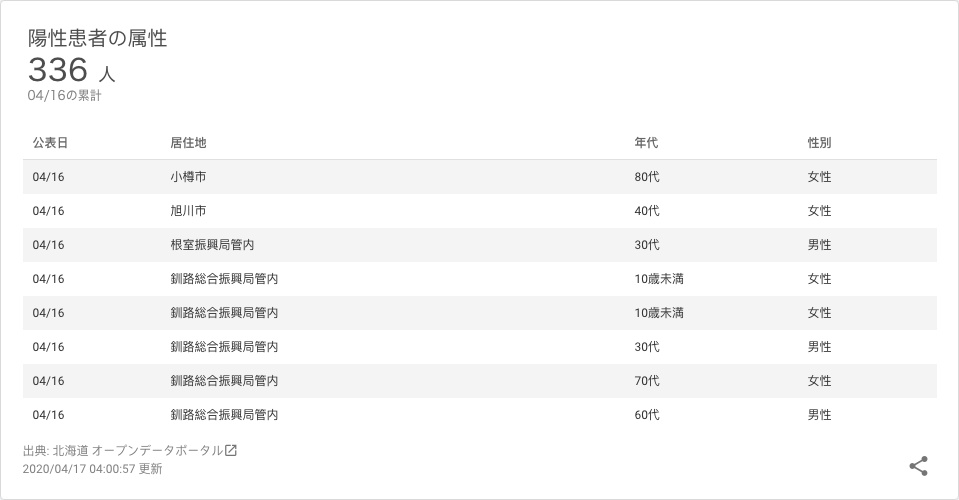 陽性患者の属性
336 人
04/16の累計
公表日 居住地 年代 性別
04/16 小樽市 80代 女性
04/16 旭川市 40代 女性
04/16 根室振興局管内 30代 男性
04/16 釧路総合振興局管内 10歳未満 女性
04/16 釧路総合振興局管内 10歳未満 女性
04/16 釧路総合振興局管内 30代 男性
04/16 釧路総合振興局管内 70代 女性
04/16 釧路総合振興局管内 60代 男性
出典: 北海道 オープンデータポータル
2020/04/17 04:00:57 更新